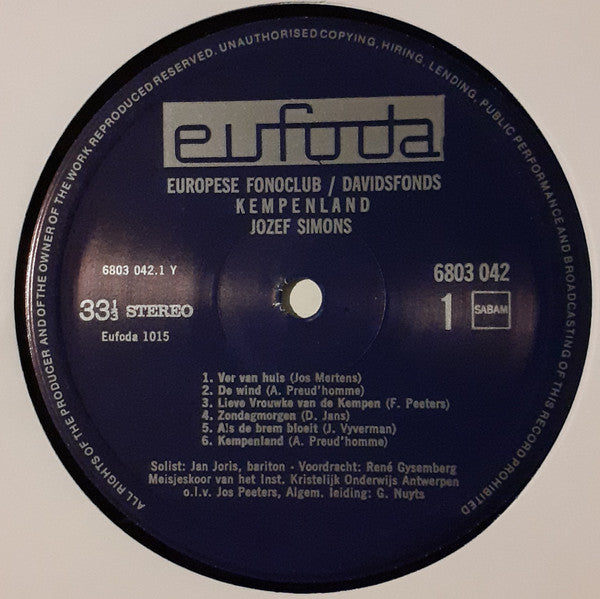 ALL RIGHTS OF THE PRODUCER AND OF THE OWNER OF THE WORK REPRODUCED RESERVED. UNAUTHORISED COPYING, HIRING, LENDING, PUBLIC PERFORMANCE AND BROADCASTING OF THIS RECORD PROHIBITED
eufoda
EUROPESE FONOCLUB / DAVIDSFONDS
KEMPENLAND
JOZEF SIMONS
6803 042.1 Y
6803 042
33⅓ STEREO
1 SABAM
Eufoda 1015
1. Ver van huis (Jos Mertens)
2. De wind (A. Preud'homme)
3. Lieve Vrouwke van de Kempen (F. Peeters)
4. Zondagmorgen (D. Jans)
5. Als de brem bloeit (J. Vyverman)
6. Kempenland (A. Preud'homme)
Solist: Jan Joris, bariton - Voordracht: René Gysemberg
Meisjeskoor van het Inst. Kristelijk Onderwijs Antwerpen
o.l.v. Jos Peeters, Algem. leiding: G. Nuyts